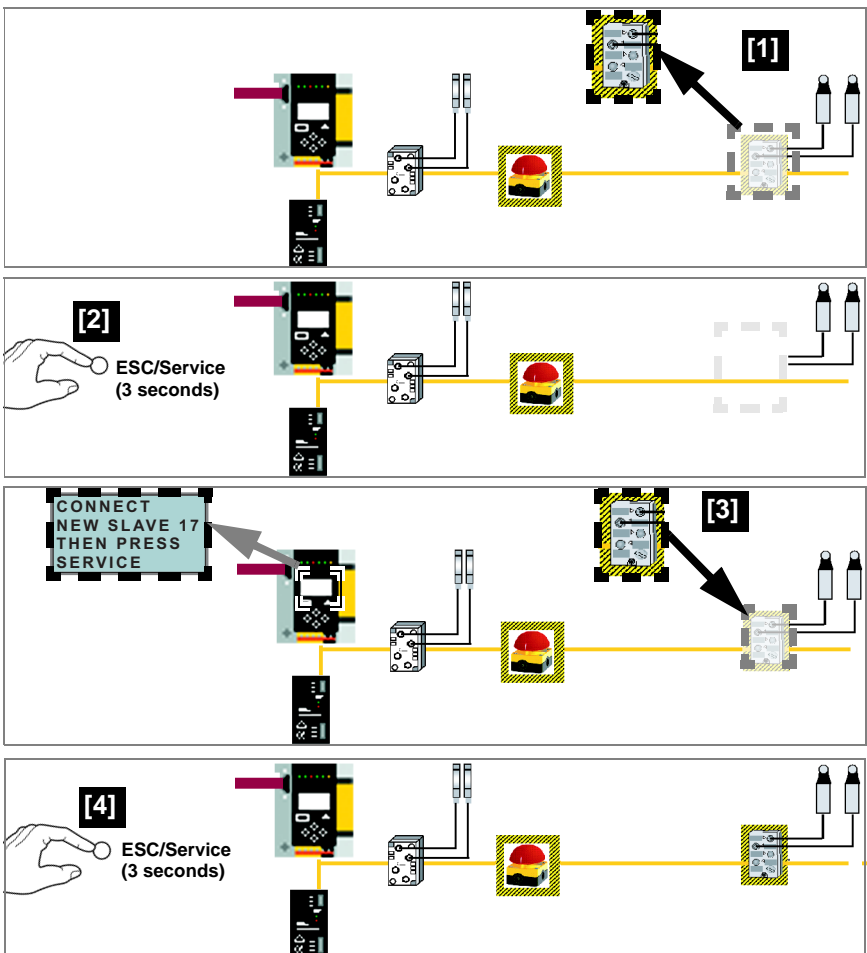 [1]
[2]
ESC/Service
(3 seconds)
CONNECT
NEW SLAVE 17
THEN PRESS
SERVICE
[3]
[4]
ESC/Service
(3 seconds)